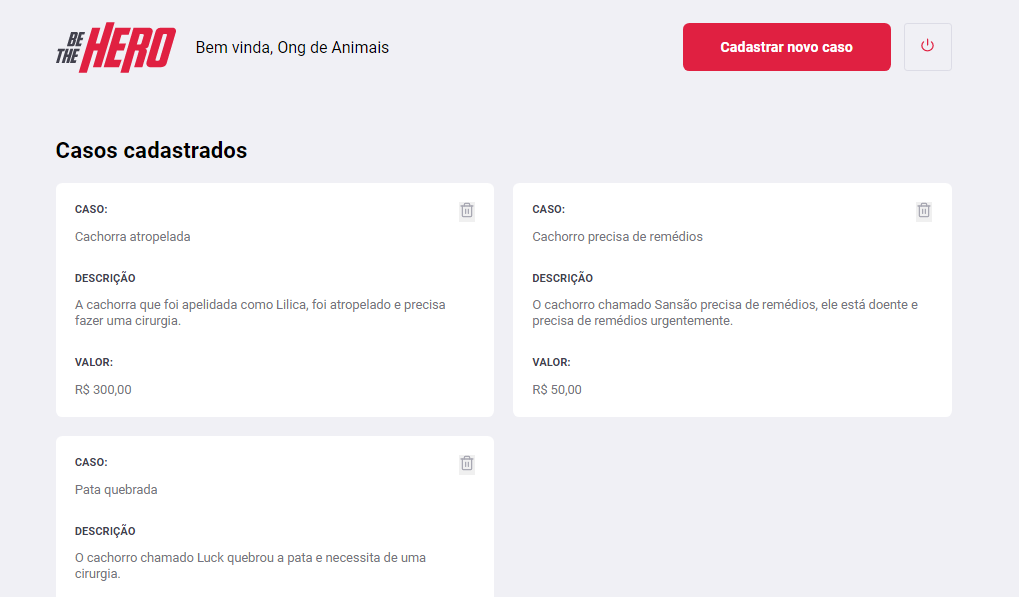 BE
THE HERO
Bem vinda, Ong de Animais
Cadastrar novo caso
Casos cadastrados
CASO:
Cachorra atropelada
DESCRIÇÃO
A cachorra que foi apelidada como Lilica, foi atropelado e precisa
fazer uma cirurgia.
VALOR:
R$ 300,00
CASO:
Cachorro precisa de remédios
DESCRIÇÃO
O cachorro chamado Sansão precisa de remédios, ele está doente e
precisa de remédios urgentemente.
VALOR:
R$ 50,00
CASO:
Pata quebrada
DESCRIÇÃO
O cachorro chamado Luck quebrou a pata e necessita de uma
cirurgia.